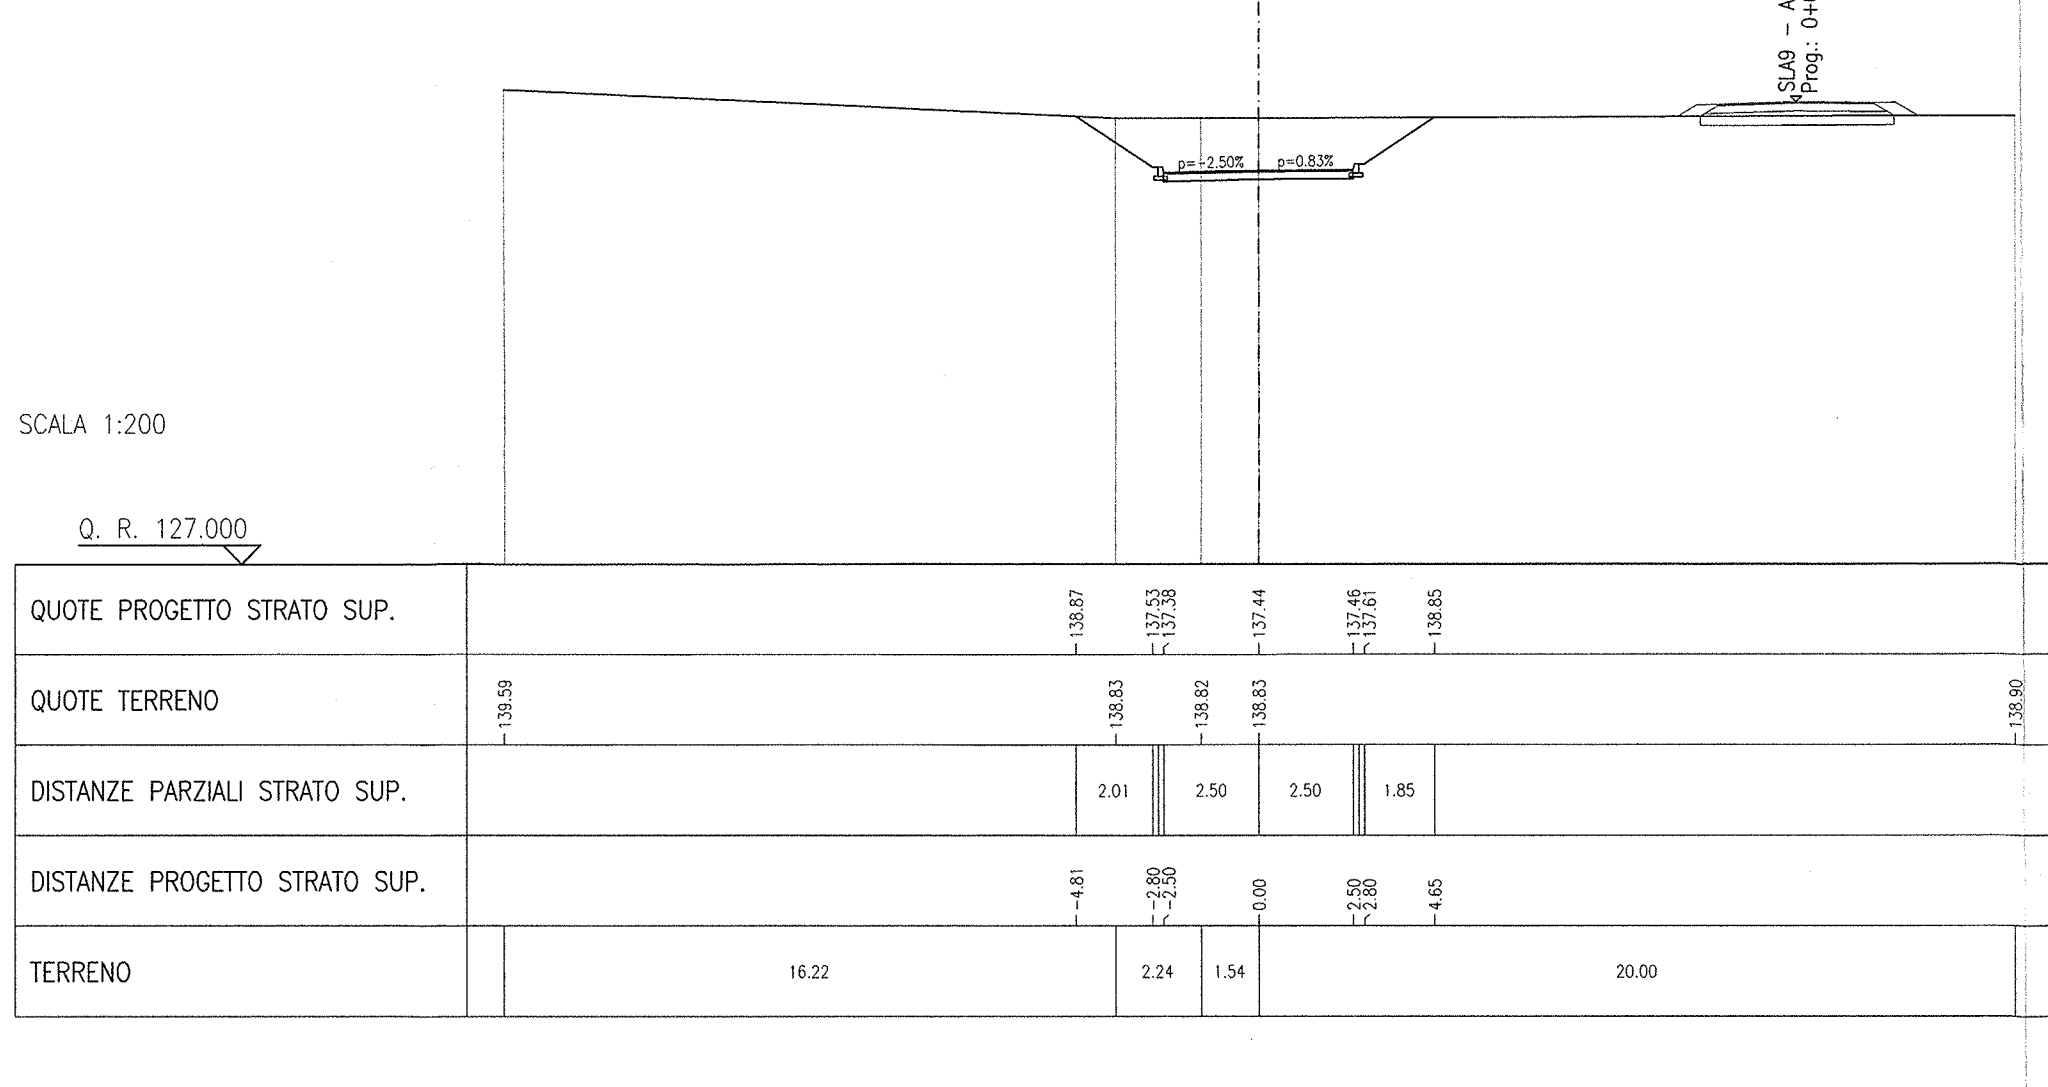 SLA9 - A
Prog.: 0+
p=-2.50% p=0.83%
SCALA 1:200
Q. R. 127.000
QUOTE PROGETTO STRATO SUP. 138.87 137.53 137.38 137.44 137.46 137.61 138.85
QUOTE TERRENO 139.59 138.83 138.82 138.83 138.90
DISTANZE PARZIALI STRATO SUP. 2.01 2.50 2.50 1.85
DISTANZE PROGETTO STRATO SUP. -4.81 -2.80 -2.50 0.00 2.50 2.80 4.65
TERRENO 16.22 2.24 1.54 20.00